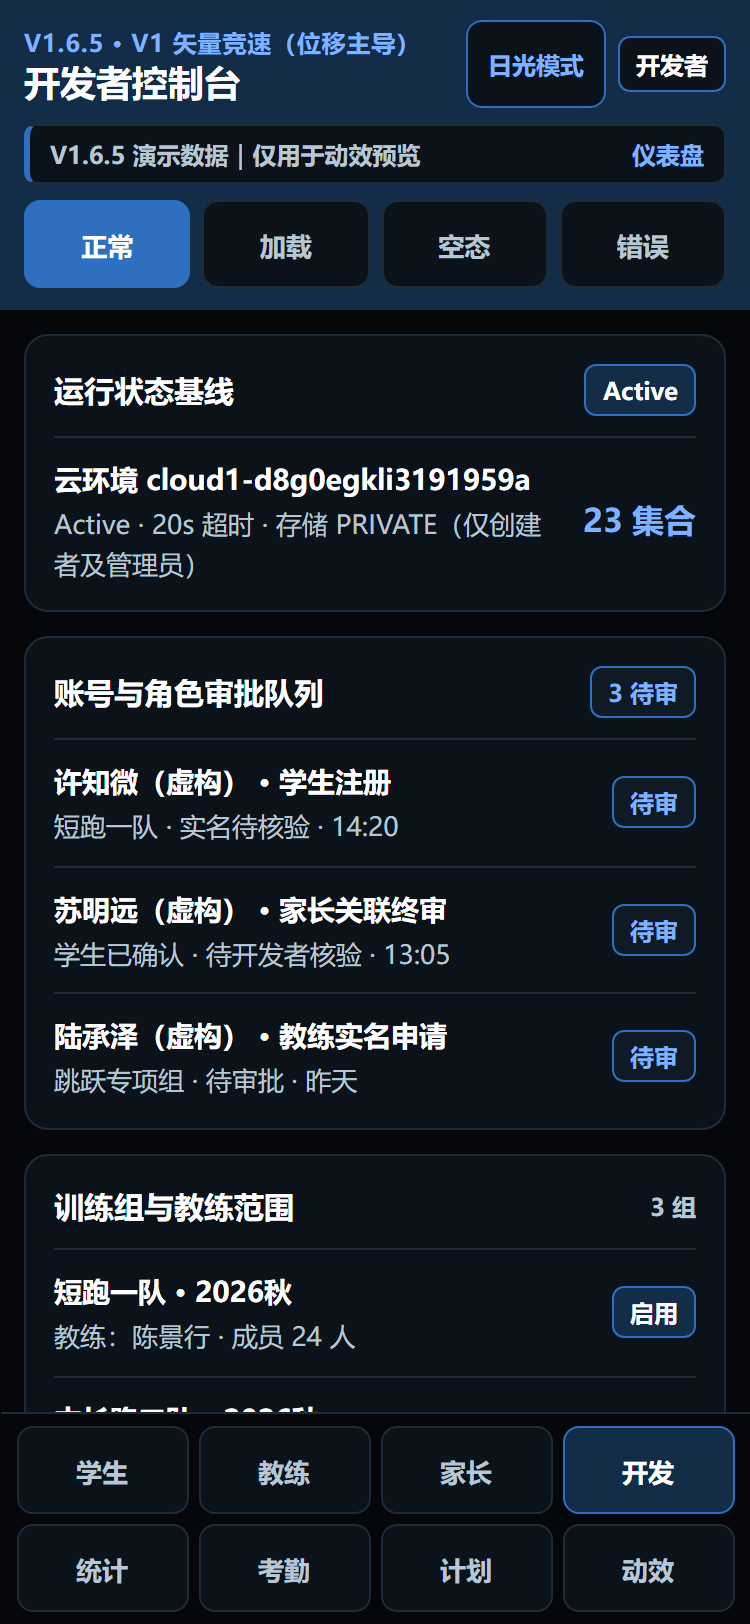 V1.6.5 • V1 矢量竞速（位移主导）
开发者控制台
日光模式
开发者
V1.6.5 演示数据 | 仅用于动效预览
仪表盘
正常
加载
空态
错误
运行状态基线
Active
云环境 cloud1-d8g0egkli3191959a
Active · 20s 超时 · 存储 PRIVATE（仅创建
者及管理员）
23 集合
账号与角色审批队列
3 待审
许知微（虚构） • 学生注册
短跑一队 · 实名待核验 · 14:20
待审
苏明远（虚构） • 家长关联终审
学生已确认 · 待开发者核验 · 13:05
待审
陆承泽（虚构） • 教练实名申请
跳跃专项组 · 待审批 · 昨天
待审
训练组与教练范围
3 组
短跑一队 • 2026秋
教练：陈景行 · 成员 24 人
启用
学生
教练
家长
开发
统计
考勤
计划
动效